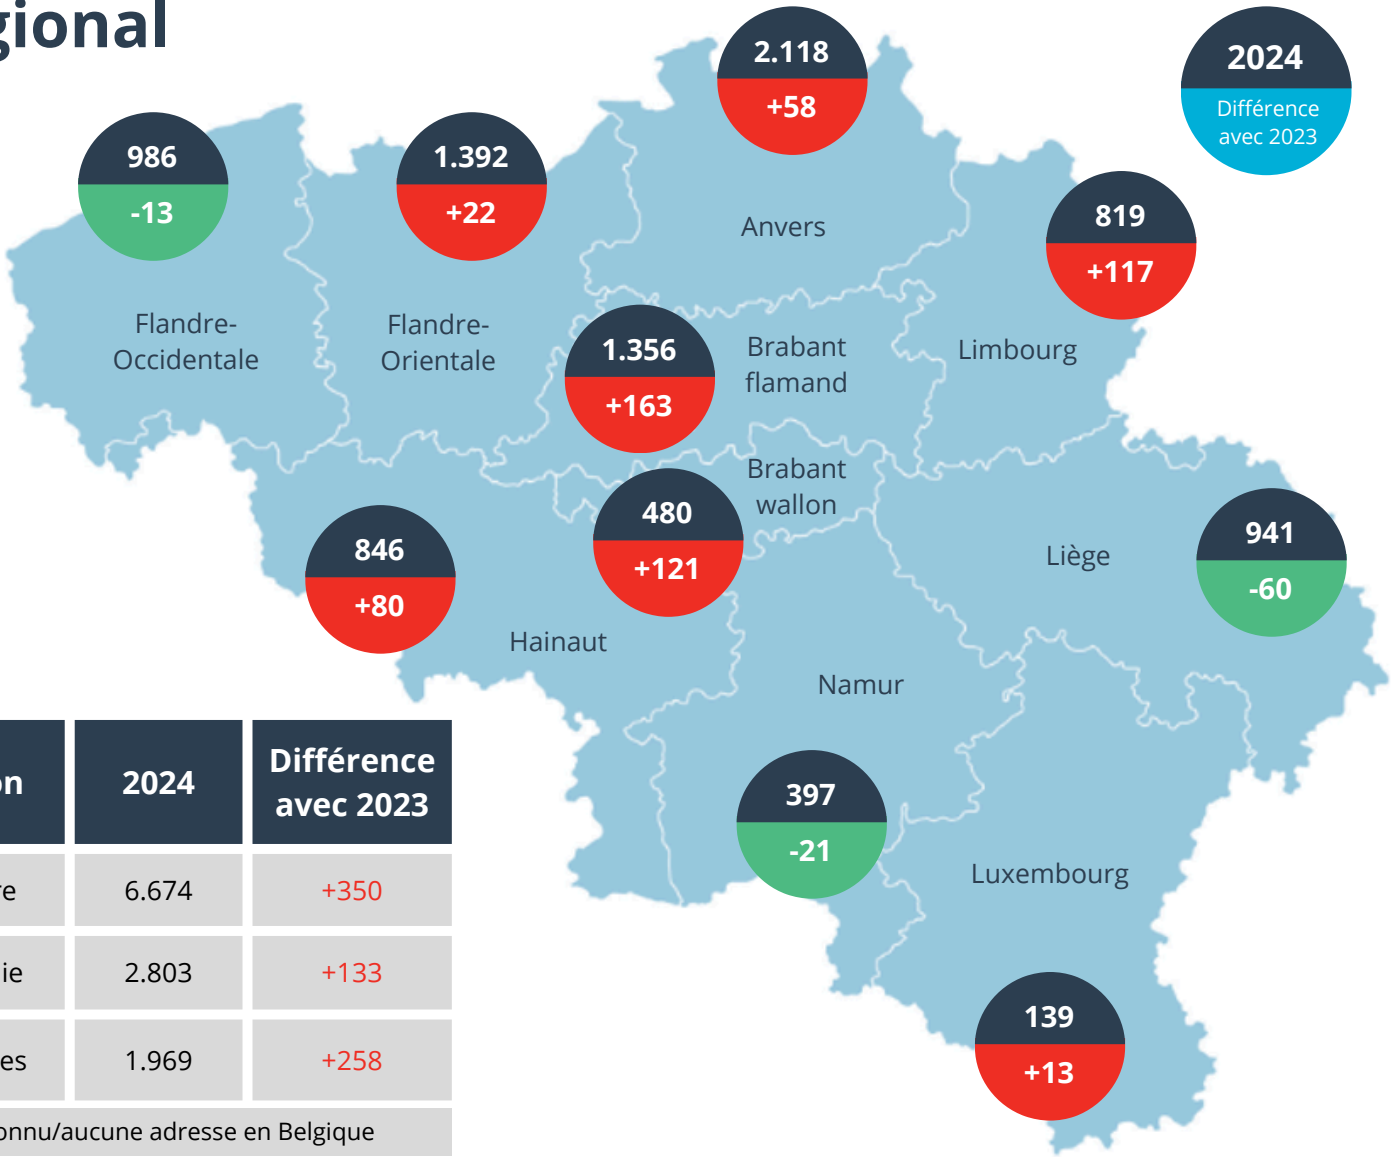 gional
2.118
+58
2024
Différence
avec 2023
986
-13
1.392
+22
819
+117
Anvers
Flandre-
Occidentale
Flandre-
Orientale
1.356
+163
Brabant
flamand
Limbourg
Brabant
wallon
480
+121
846
+80
941
-60
Liège
Hainaut
Namur
397
-21
Luxembourg
139
+13
on 2024 Différence
avec 2023
re 6.674 +350
ie 2.803 +133
es 1.969 +258
onnu/aucune adresse en Belgique